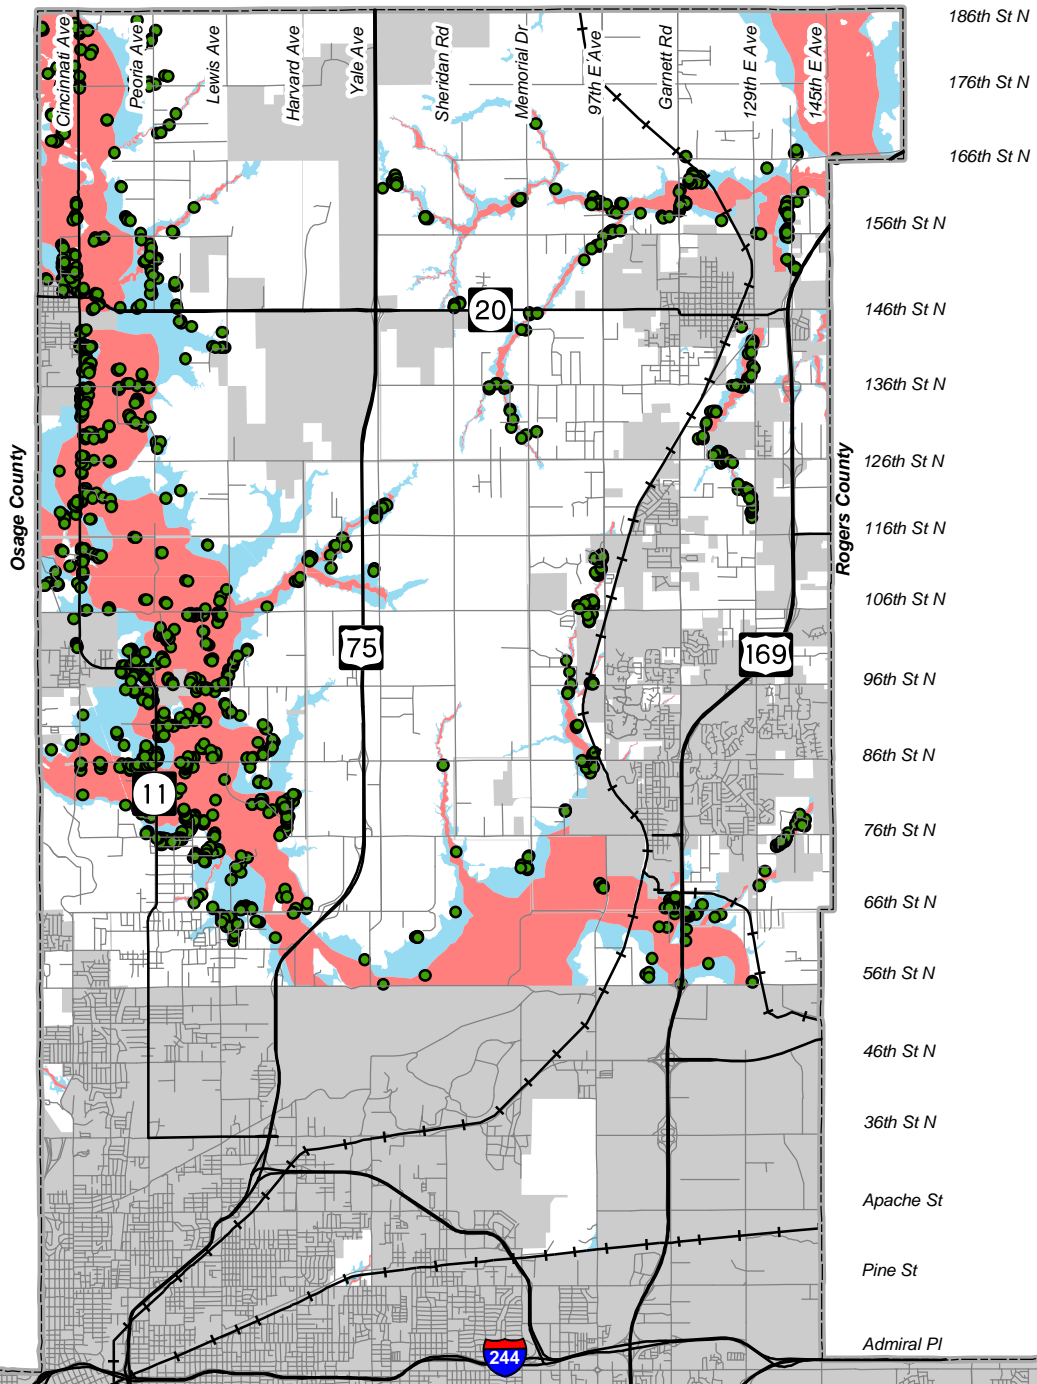 Cincinnati Ave
Peoria Ave
Lewis Ave
Harvard Ave
Yale Ave
Sheridan Rd
Memorial Dr
97th E Ave
Garnett Rd
129th E Ave
145th E Ave
186th St N
176th St N
166th St N
156th St N
20
146th St N
136th St N
Osage County
Rogers County
126th St N
116th St N
106th St N
75
169
96th St N
86th St N
11
76th St N
66th St N
56th St N
46th St N
36th St N
Apache St
Pine St
Admiral Pl
244